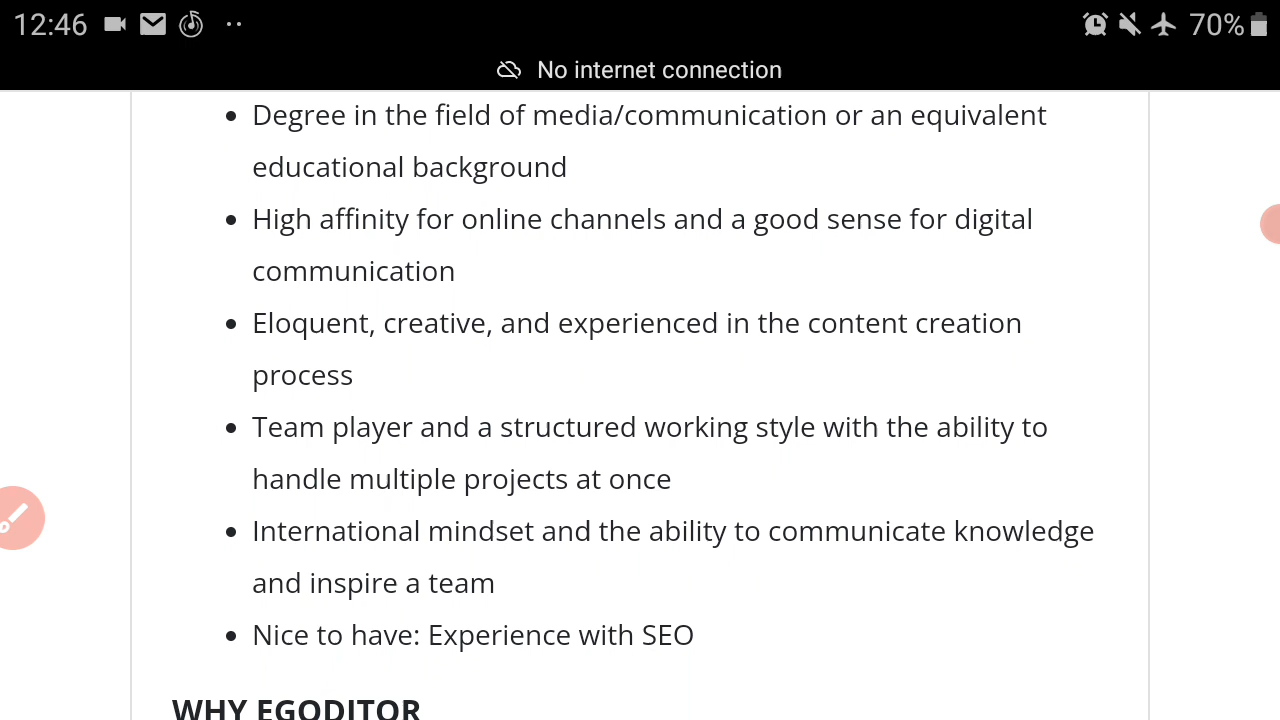 12:46 70%
No internet connection
• Degree in the field of media/communication or an equivalent
educational background
• High affinity for online channels and a good sense for digital
communication
• Eloquent, creative, and experienced in the content creation
process
• Team player and a structured working style with the ability to
handle multiple projects at once
• International mindset and the ability to communicate knowledge
and inspire a team
• Nice to have: Experience with SEO
WHY EGODITOR